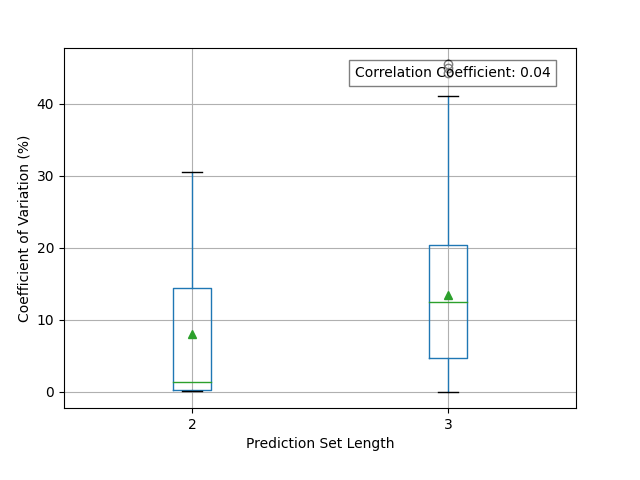 Correlation Coefficient: 0.04
Coefficient of Variation (%)
40
30
20
10
0
2
3
Prediction Set Length